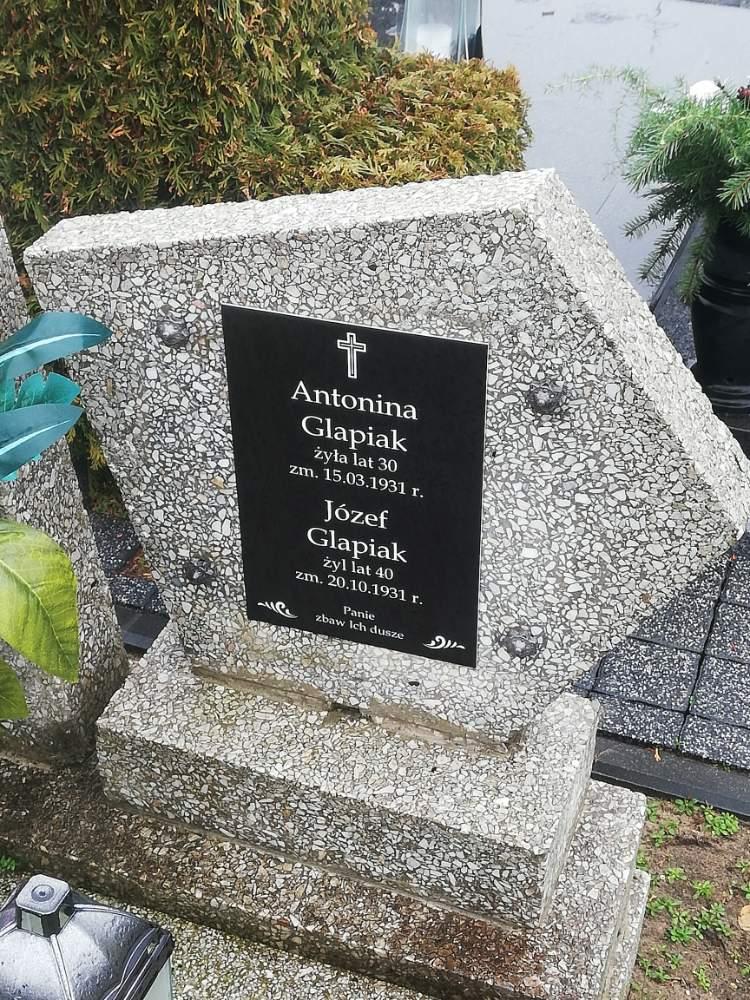 Antonina
Glapiak
żyła lat 30
zm. 15.03.1931 r.
Józef
Glapiak
żył lat 40
zm. 20.10.1931 r.
Panie
zbaw Ich dusze